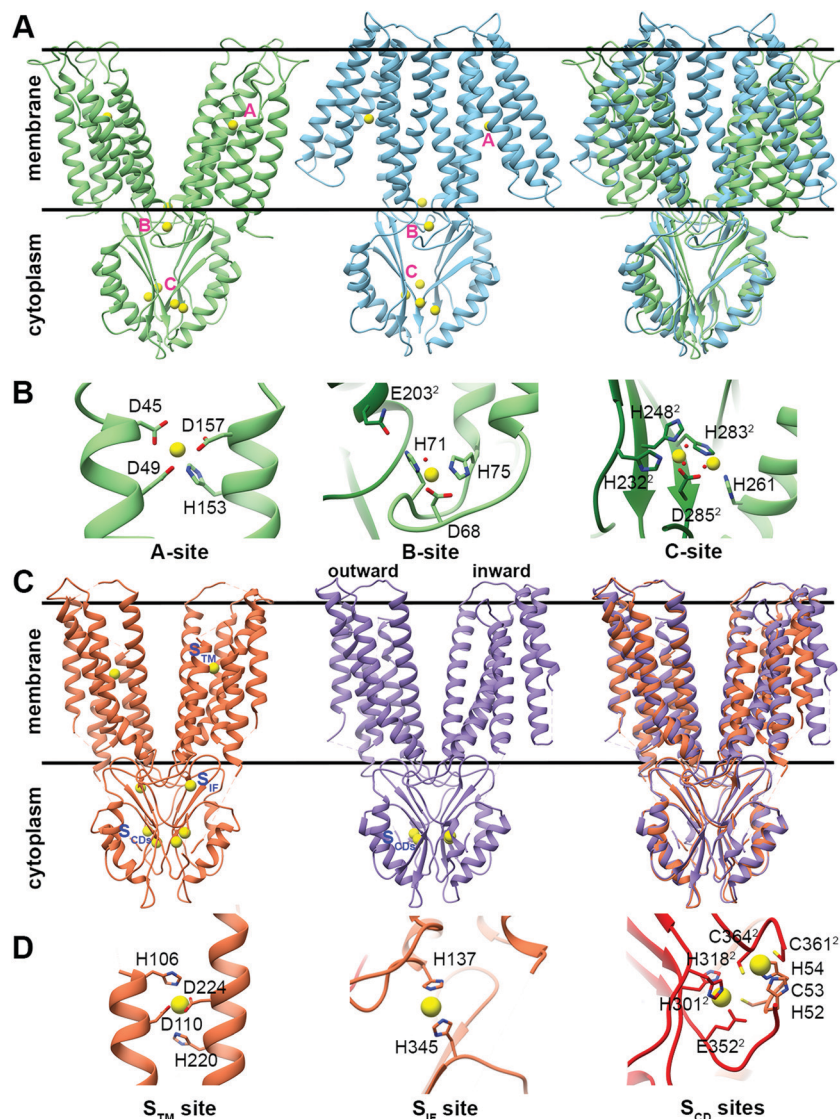 A
membrane
cytoplasm
A
B
C
A
B
C
B
D45
D157
D49
H153
A-site
E203²
H71
H75
D68
B-site
H248²
H283²
H232²
H261
D285²
C-site
C
outward
inward
membrane
cytoplasm
S_TM
S_IF
S_CDs
S_CDs
D
H106
D224
D110
H220
S_TM site
H137
H345
S_IF site
C364²
C361²
H318²
H54
H301²
C53
H52
E352²
S_CD sites